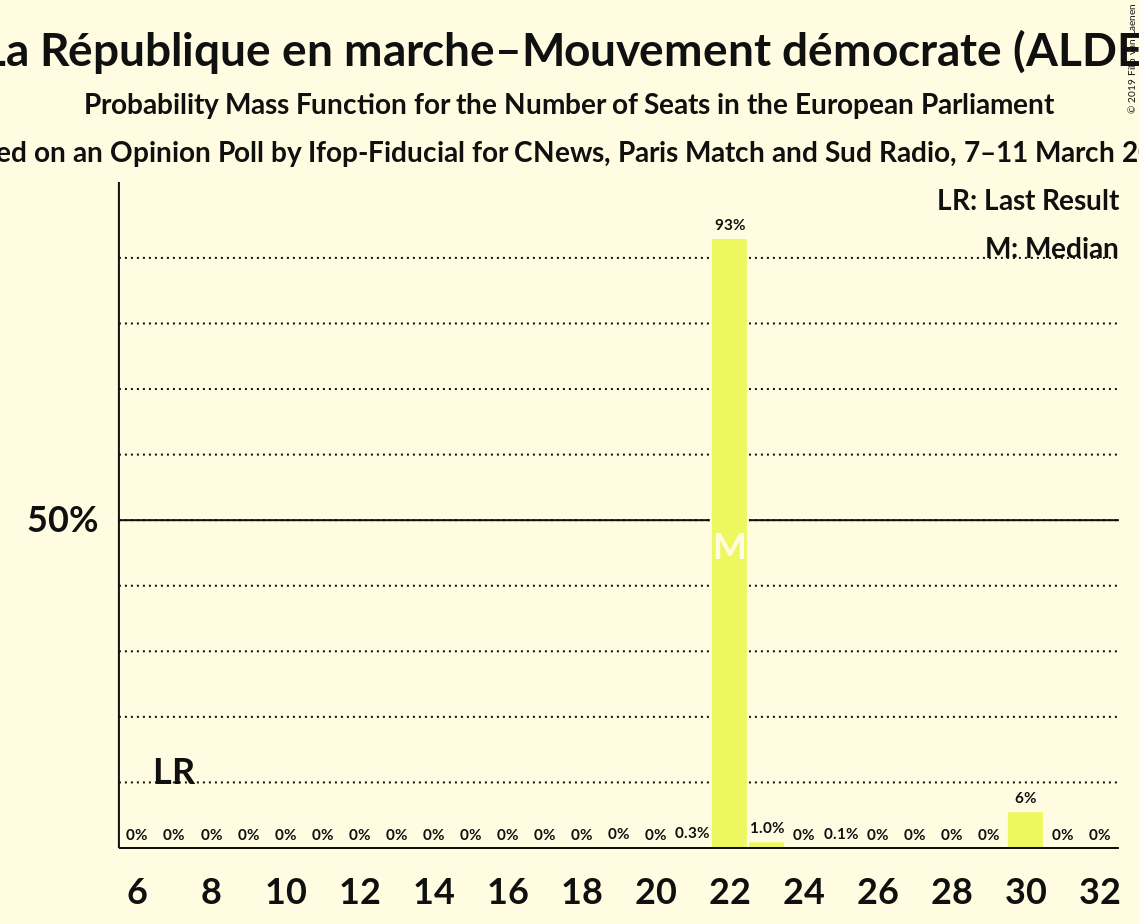 La République en marche–Mouvement démocrate (ALDE
Probability Mass Function for the Number of Seats in the European Parliament
ed on an Opinion Poll by Ifop-Fiducial for CNews, Paris Match and Sud Radio, 7–11 March 2
© 2019
LR: Last Result
M: Median
93%
50%
M
LR
6%
0% 0% 0% 0% 0% 0% 0% 0% 0% 0% 0% 0% 0% 0% 0% 0.3% 1.0% 0% 0.1% 0% 0% 0% 0% 0% 0%
6 8 10 12 14 16 18 20 22 24 26 28 30 32